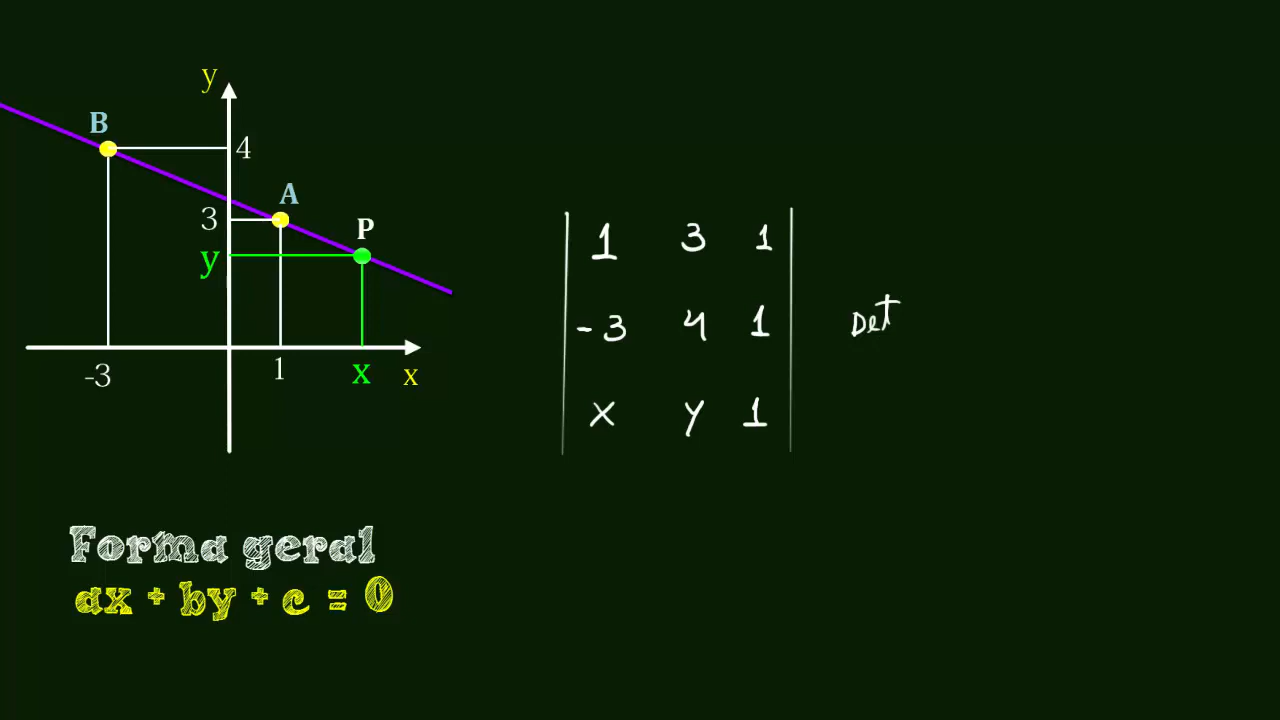 y
B
4
A
3
P
y
-3
1
x
x
1 3 1
-3 4 1
x y 1
Det
Forma geral
ax + by + c = 0